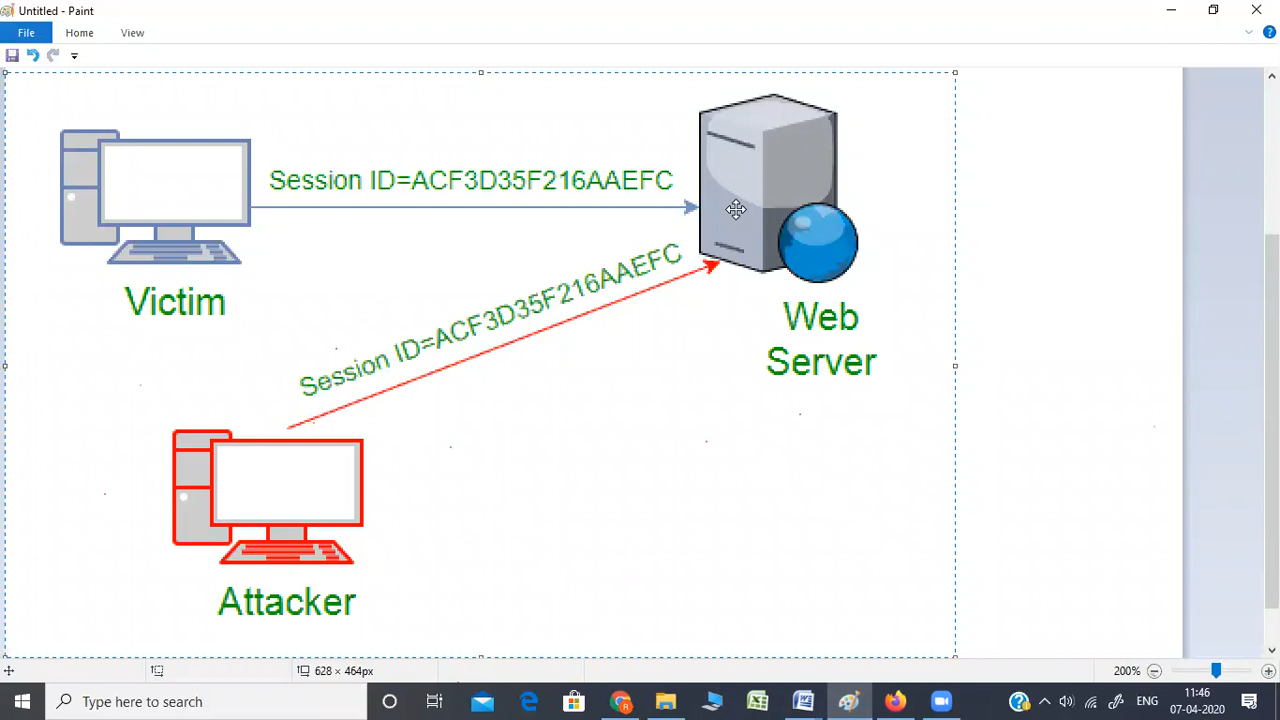 Untitled - Paint
File Home View
Session ID=ACF3D35F216AAEFC
Session ID=ACF3D35F216AAEFC
Victim
Web
Server
Attacker
628 × 464px
200%
Type here to search
ENG
11:46
07-04-2020